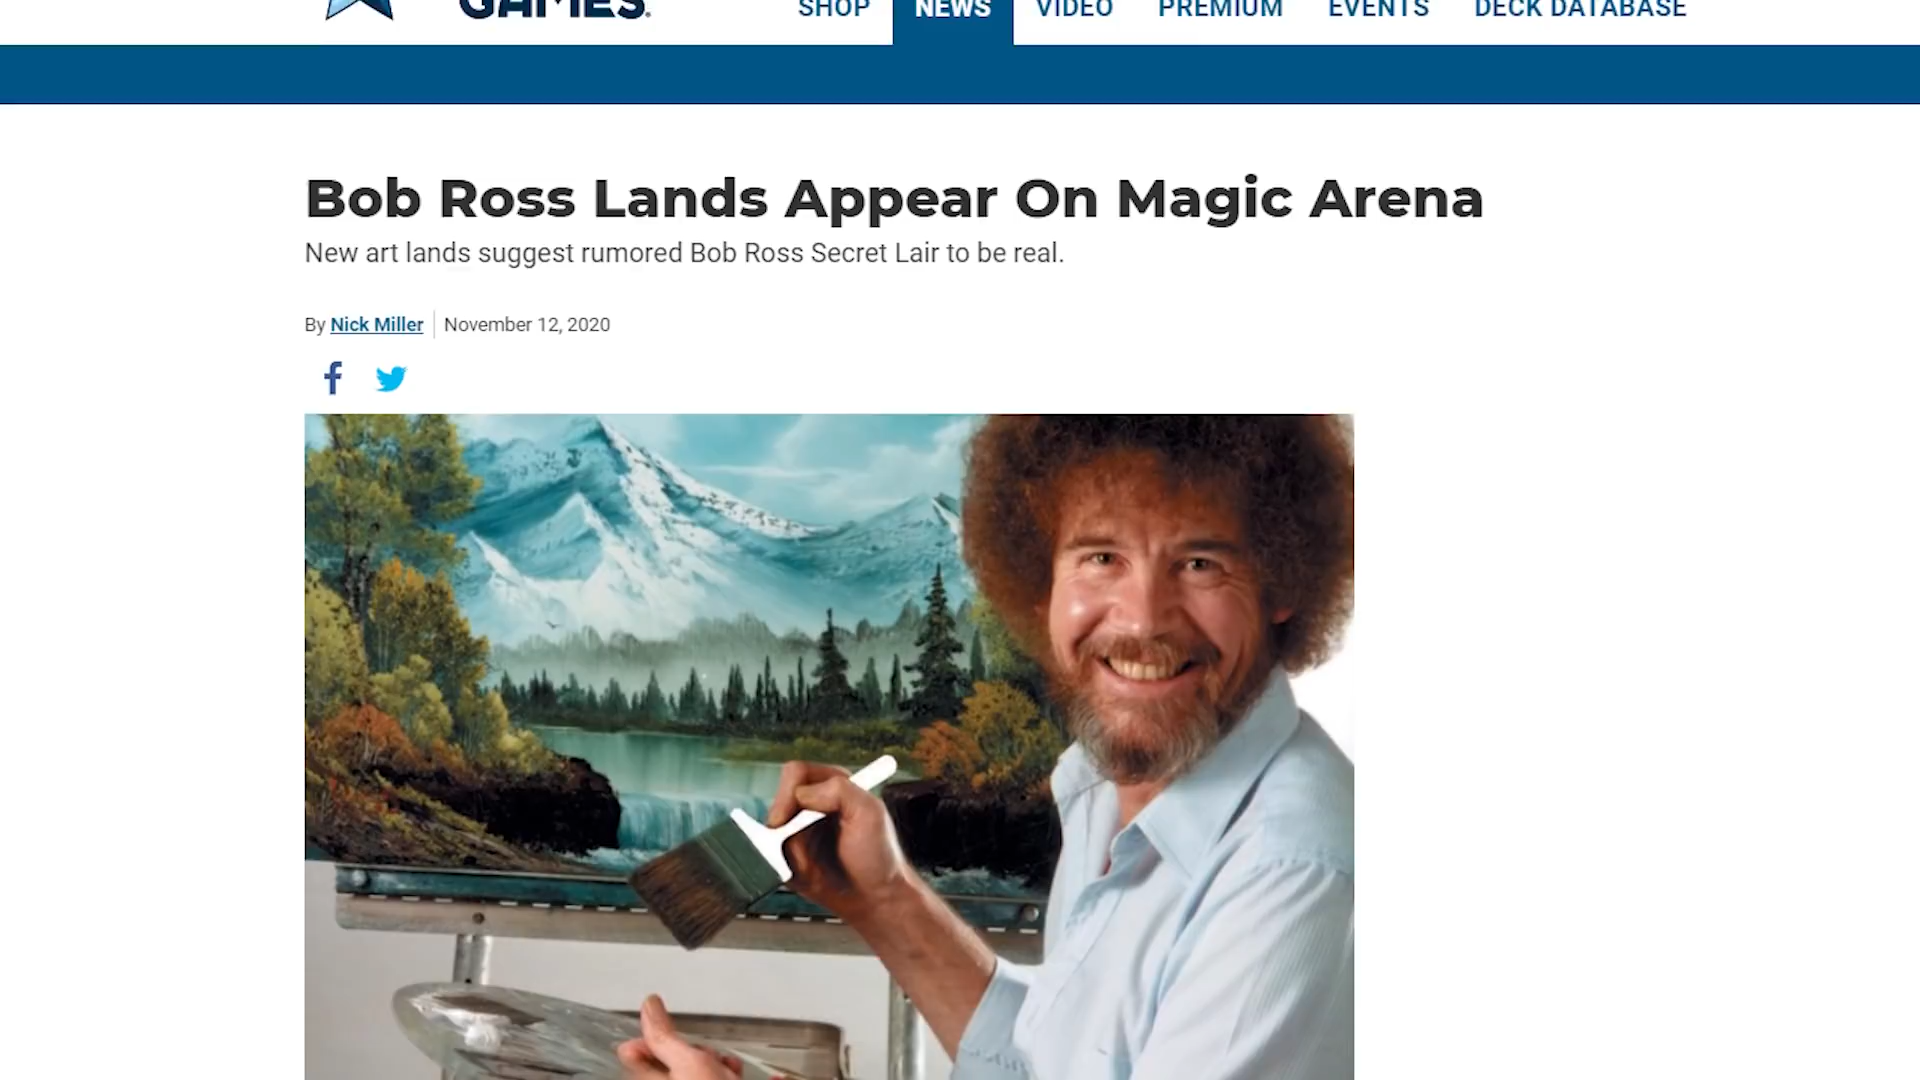 GAMES
SHOP NEWS VIDEO PREMIUM EVENTS DECK DATABASE
Bob Ross Lands Appear On Magic Arena
New art lands suggest rumored Bob Ross Secret Lair to be real.
By Nick Miller November 12, 2020